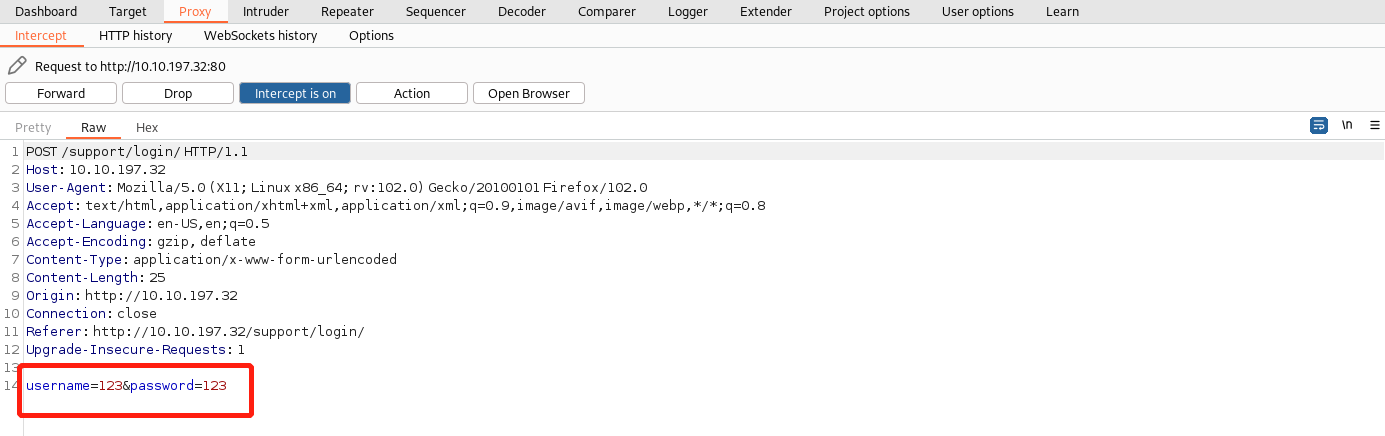 Dashboard Target Proxy Intruder Repeater Sequencer Decoder Comparer Logger Extender Project options User options Learn
Intercept HTTP history WebSockets history Options
Request to http://10.10.197.32:80
Forward Drop Intercept is on Action Open Browser
Pretty Raw Hex \n
1 POST /support/login/ HTTP/1.1
2 Host: 10.10.197.32
3 User-Agent: Mozilla/5.0 (X11; Linux x86_64; rv:102.0) Gecko/20100101 Firefox/102.0
4 Accept: text/html,application/xhtml+xml,application/xml;q=0.9,image/avif,image/webp,*/*;q=0.8
5 Accept-Language: en-US,en;q=0.5
6 Accept-Encoding: gzip, deflate
7 Content-Type: application/x-www-form-urlencoded
8 Content-Length: 25
9 Origin: http://10.10.197.32
10 Connection: close
11 Referer: http://10.10.197.32/support/login/
12 Upgrade-Insecure-Requests: 1
13
14 username=123&password=123